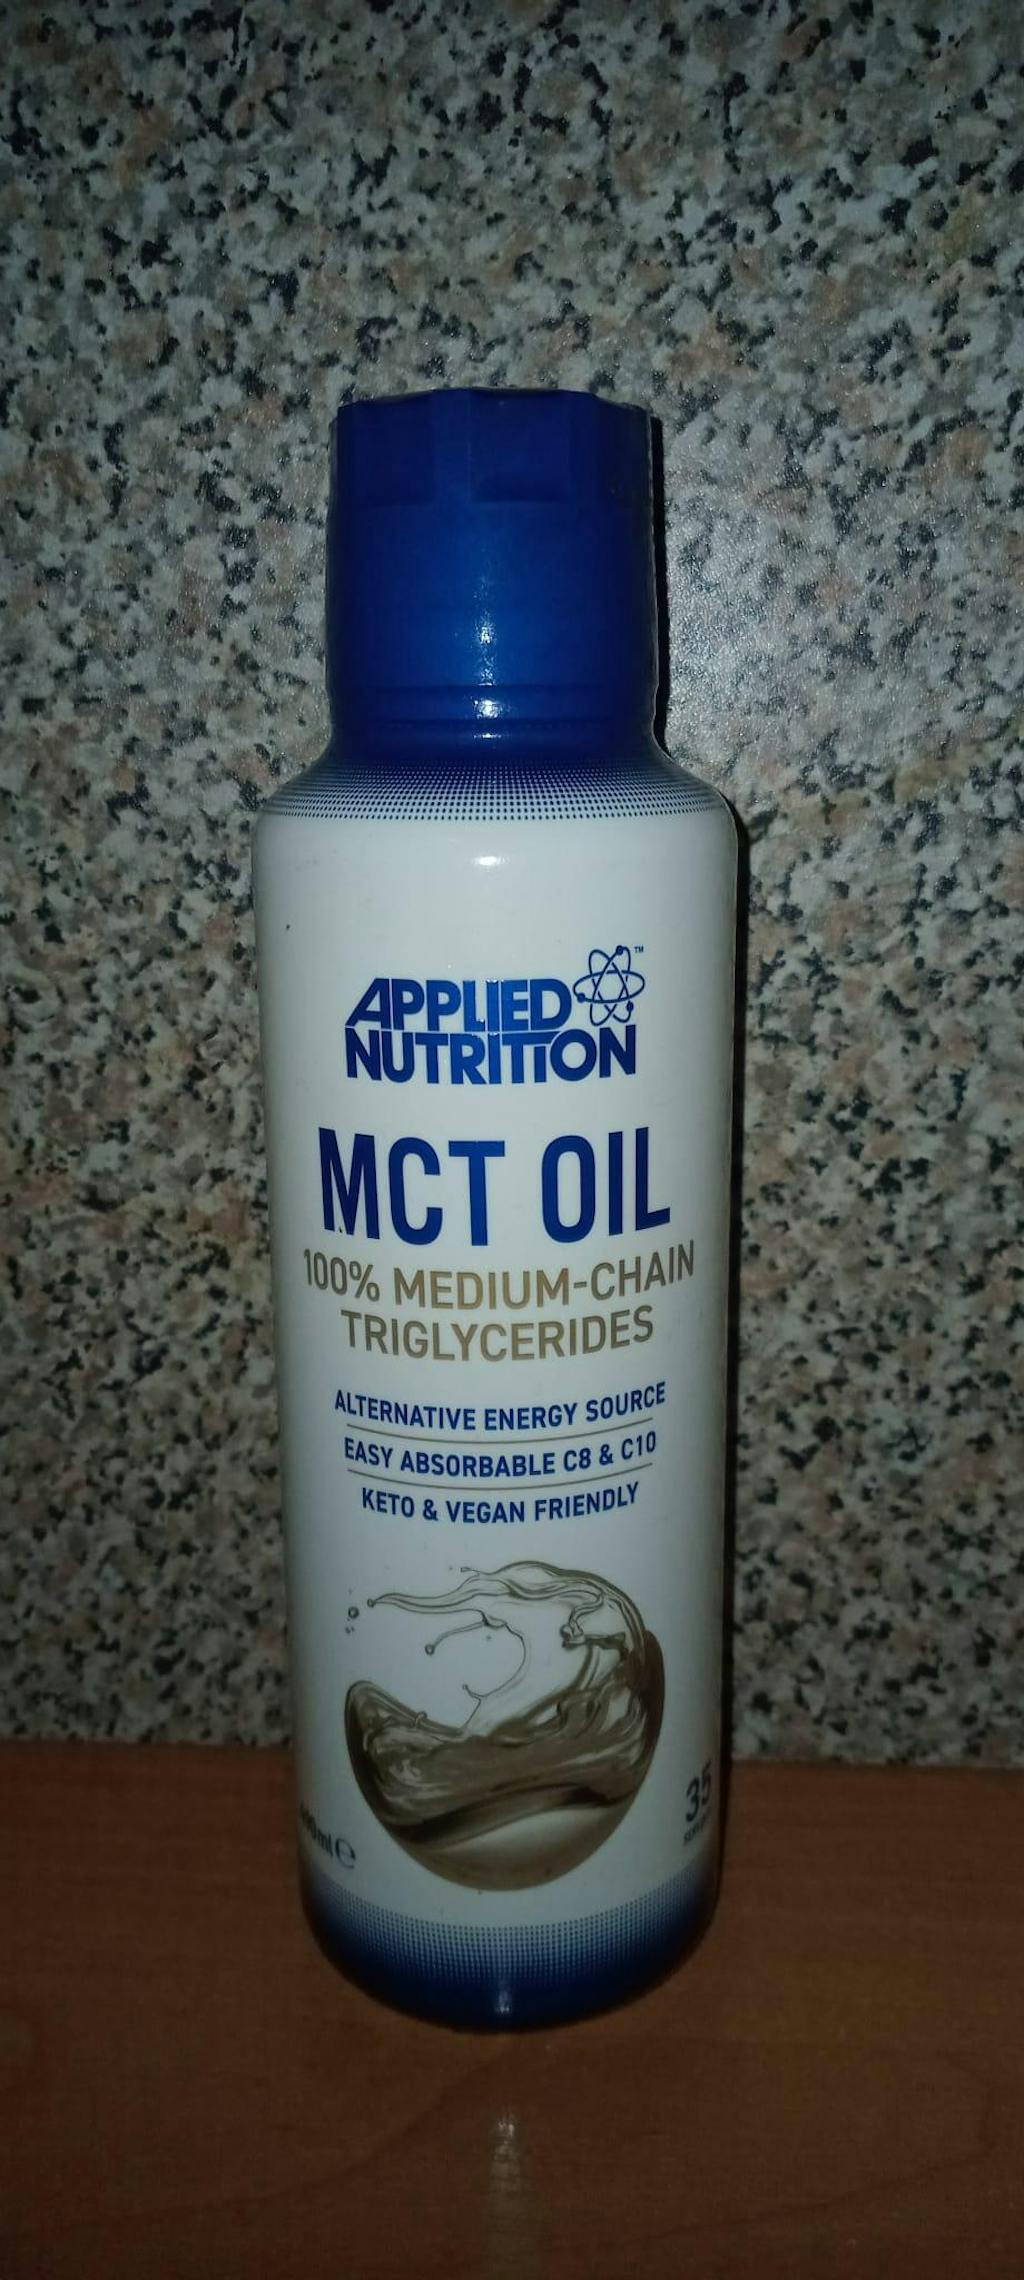 APPLIED
NUTRITION
™
MCT OIL
100% MEDIUM-CHAIN
TRIGLYCERIDES
ALTERNATIVE ENERGY SOURCE
EASY ABSORBABLE C8 & C10
KETO & VEGAN FRIENDLY
35
℮